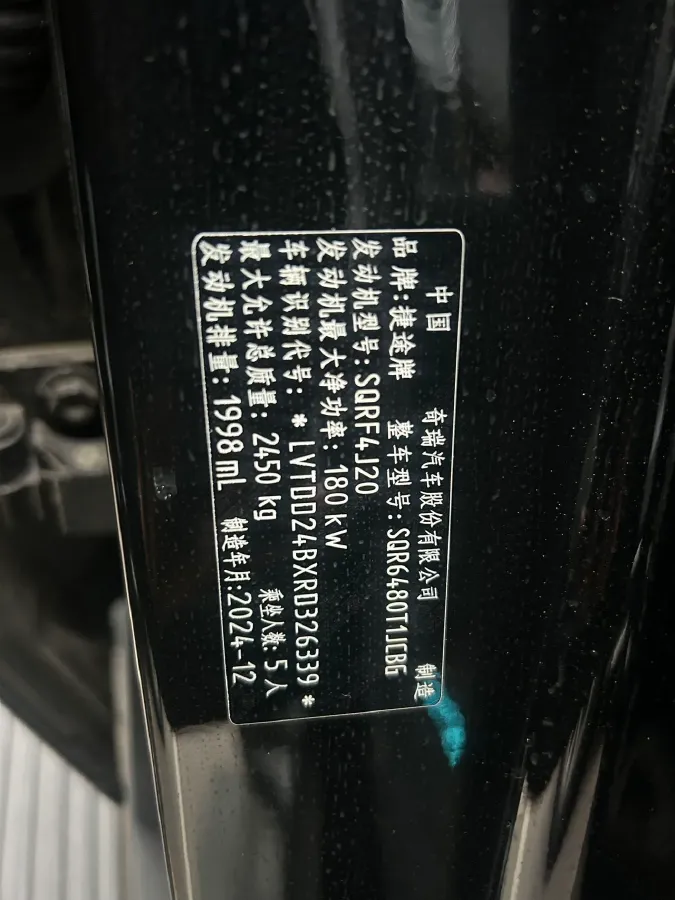 中国 奇瑞汽车股份有限公司 制造
品牌:捷途牌 整车型号:SQR6480T1JCBG
发动机型号:SQRF4J20
发动机最大净功率:180 kW
车辆识别代号:*LVTDD24BXRD326339*
最大允许总质量:2450 kg 乘坐人数:5人
发动机排量:1998 mL 制造年月:2024-12